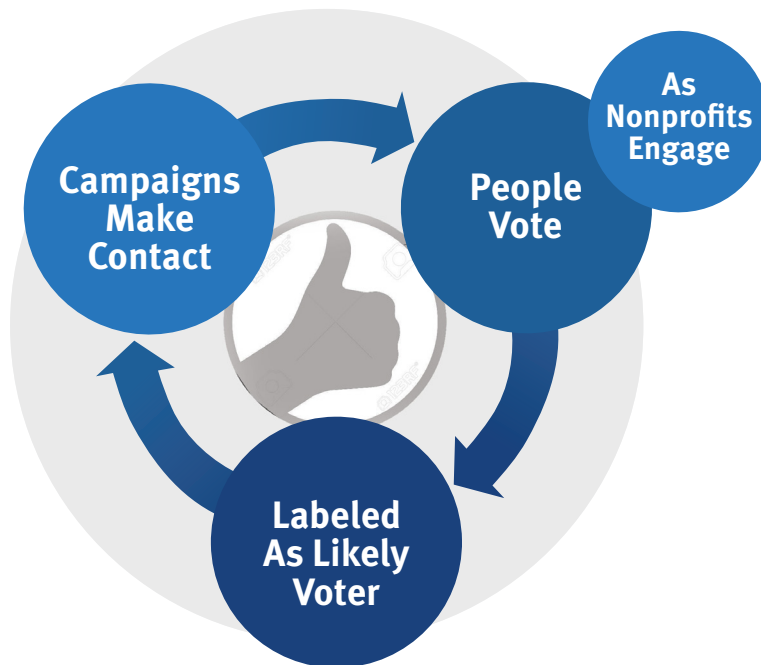 Campaigns
Make
Contact
People
Vote
As
Nonprofits
Engage
Labeled
As Likely
Voter